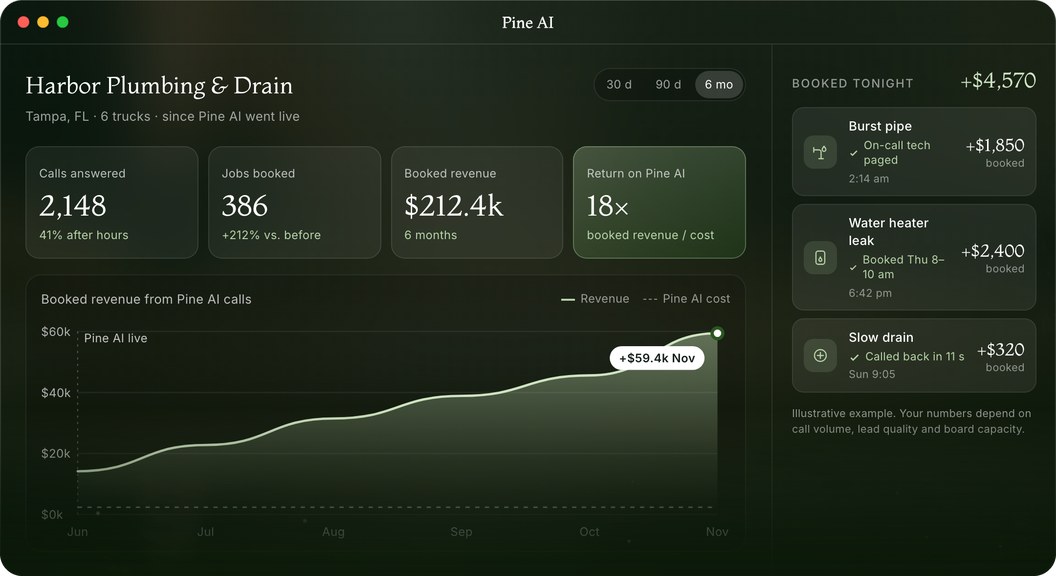 Pine AI
Harbor Plumbing & Drain
Tampa, FL · 6 trucks · since Pine AI went live
30 d 90 d 6 mo
Calls answered
2,148
41% after hours
Jobs booked
386
+212% vs. before
Booked revenue
$212.4k
6 months
Return on Pine AI
18×
booked revenue / cost
Booked revenue from Pine AI calls
Revenue
Pine AI cost
$60k
Pine AI live
+$59.4k Nov
$40k
$20k
$0k
Jun Jul Aug Sep Oct Nov
BOOKED TONIGHT +$4,570
Burst pipe
On-call tech
paged
2:14 am
+$1,850
booked
Water heater
leak
Booked Thu 8–
10 am
6:42 pm
+$2,400
booked
Slow drain
Called back in 11 s
Sun 9:05
+$320
booked
Illustrative example. Your numbers depend on
call volume, lead quality and board capacity.